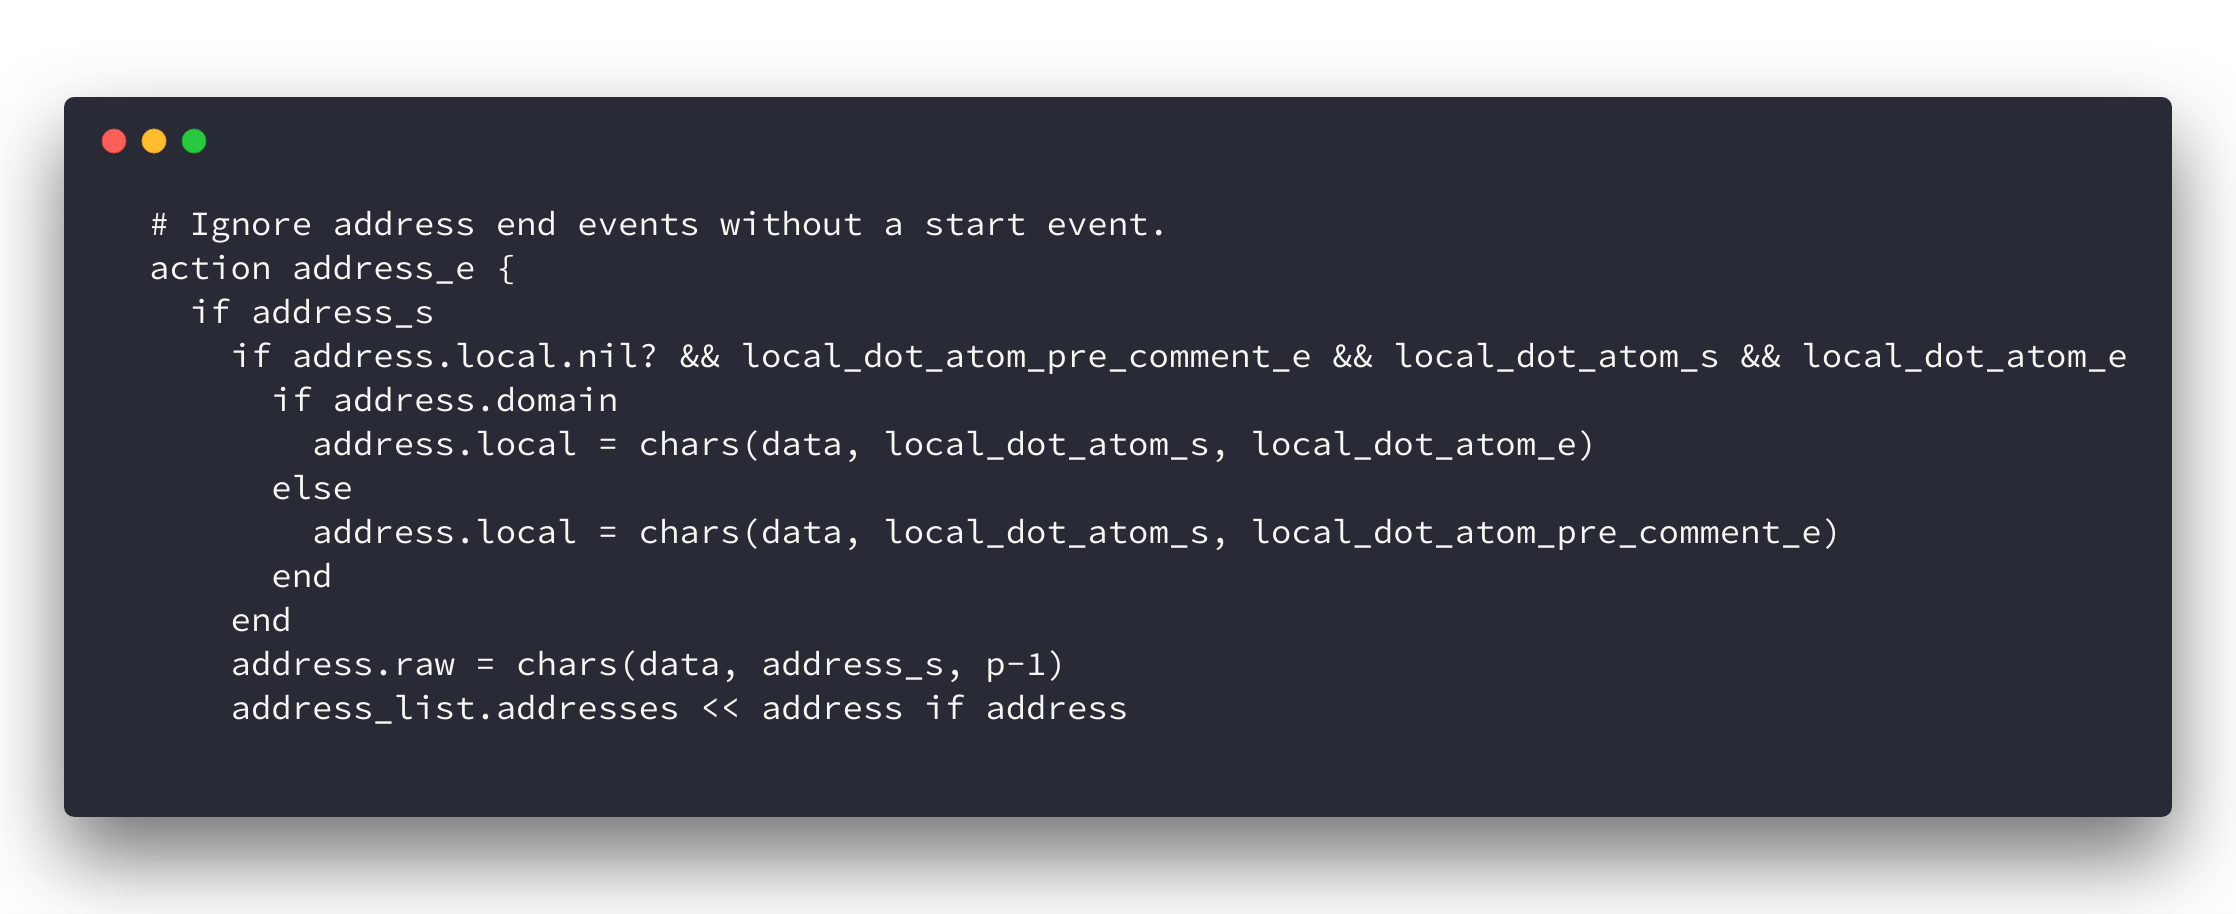 # Ignore address end events without a start event.
action address_e {
  if address_s
    if address.local.nil? && local_dot_atom_pre_comment_e && local_dot_atom_s && local_dot_atom_e
      if address.domain
        address.local = chars(data, local_dot_atom_s, local_dot_atom_e)
      else
        address.local = chars(data, local_dot_atom_s, local_dot_atom_pre_comment_e)
      end
    end
    address.raw = chars(data, address_s, p-1)
    address_list.addresses << address if address